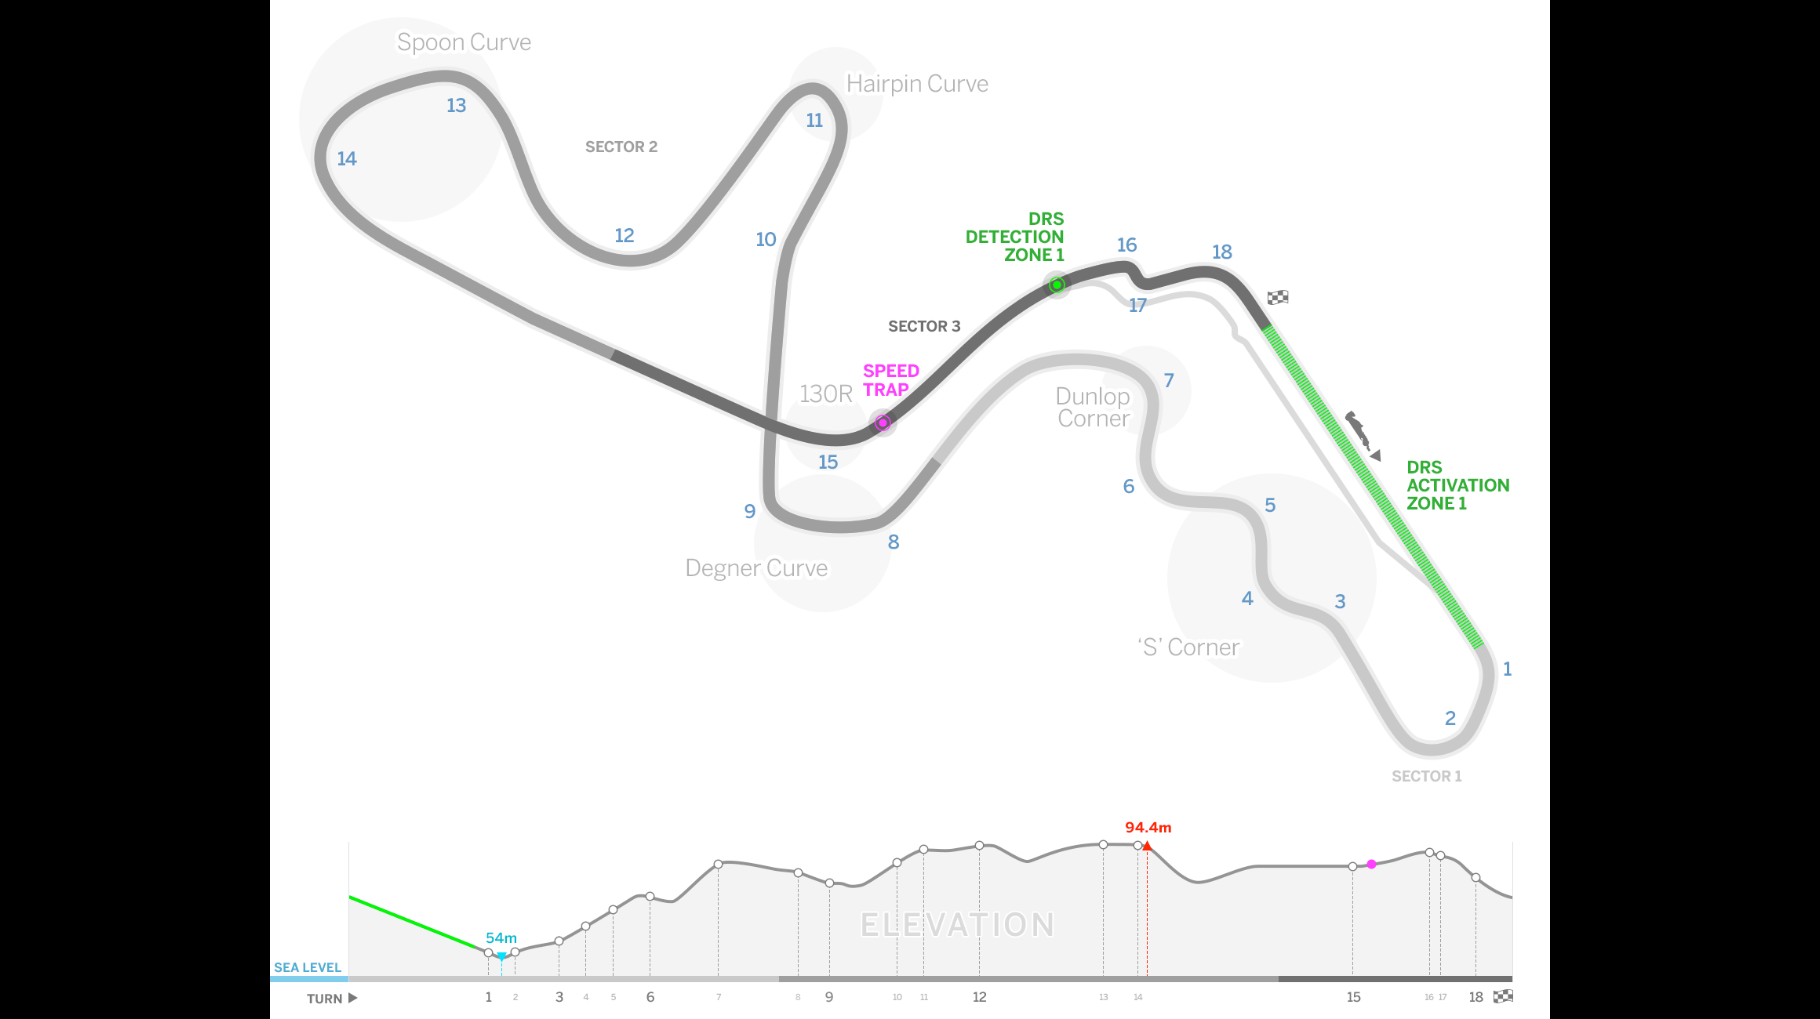 Spoon Curve
Hairpin Curve
13
11
SECTOR 2
14
DRS
DETECTION
ZONE 1
12
10
16
18
17
SECTOR 3
SPEED
TRAP
130R
7
Dunlop
Corner
15
DRS
ACTIVATION
ZONE 1
6
5
9
8
Degner Curve
4
3
'S' Corner
1
2
SECTOR 1
94.4m
ELEVATION
54m
SEA LEVEL
TURN 1 2 3 4 5 6 7 8 9 10 11 12 13 14 15 16 17 18